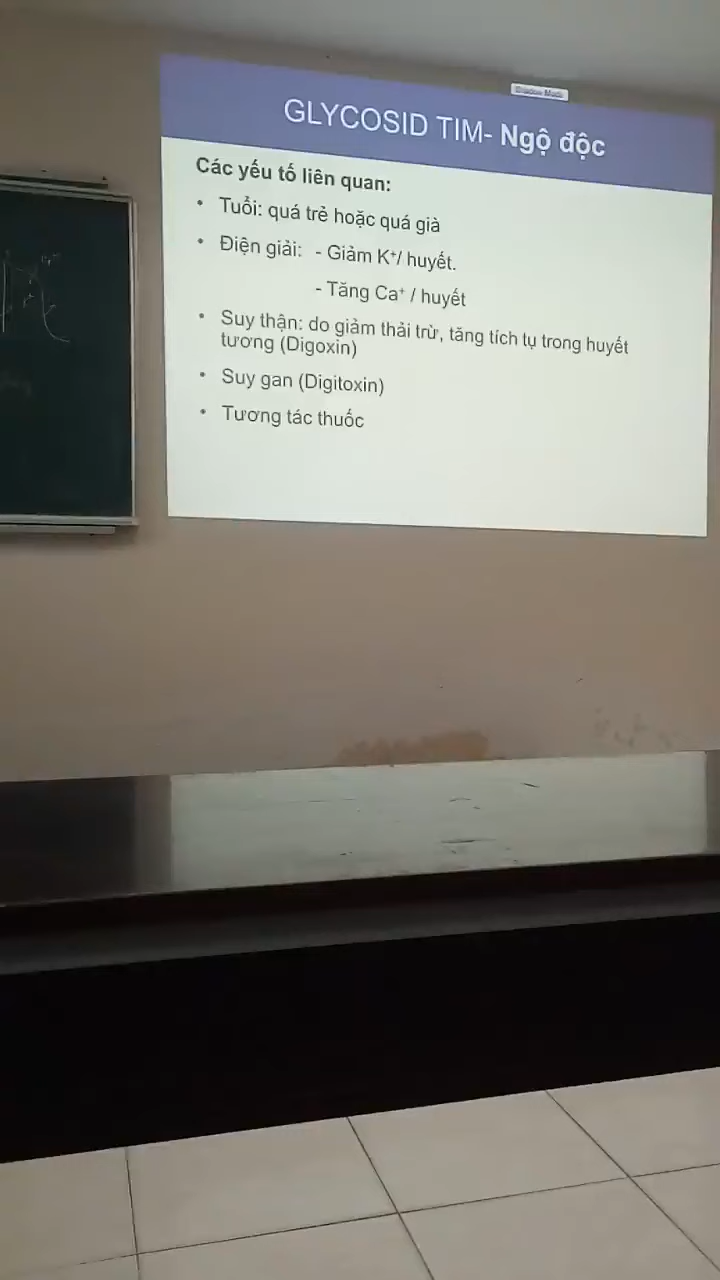 GLYCOSID TIM- Ngộ độc
Các yếu tố liên quan:
• Tuổi: quá trẻ hoặc quá già
• Điện giải: - Giảm K⁺/ huyết.
- Tăng Ca⁺ / huyết
• Suy thận: do giảm thải trừ, tăng tích tụ trong huyết
tương (Digoxin)
• Suy gan (Digitoxin)
• Tương tác thuốc